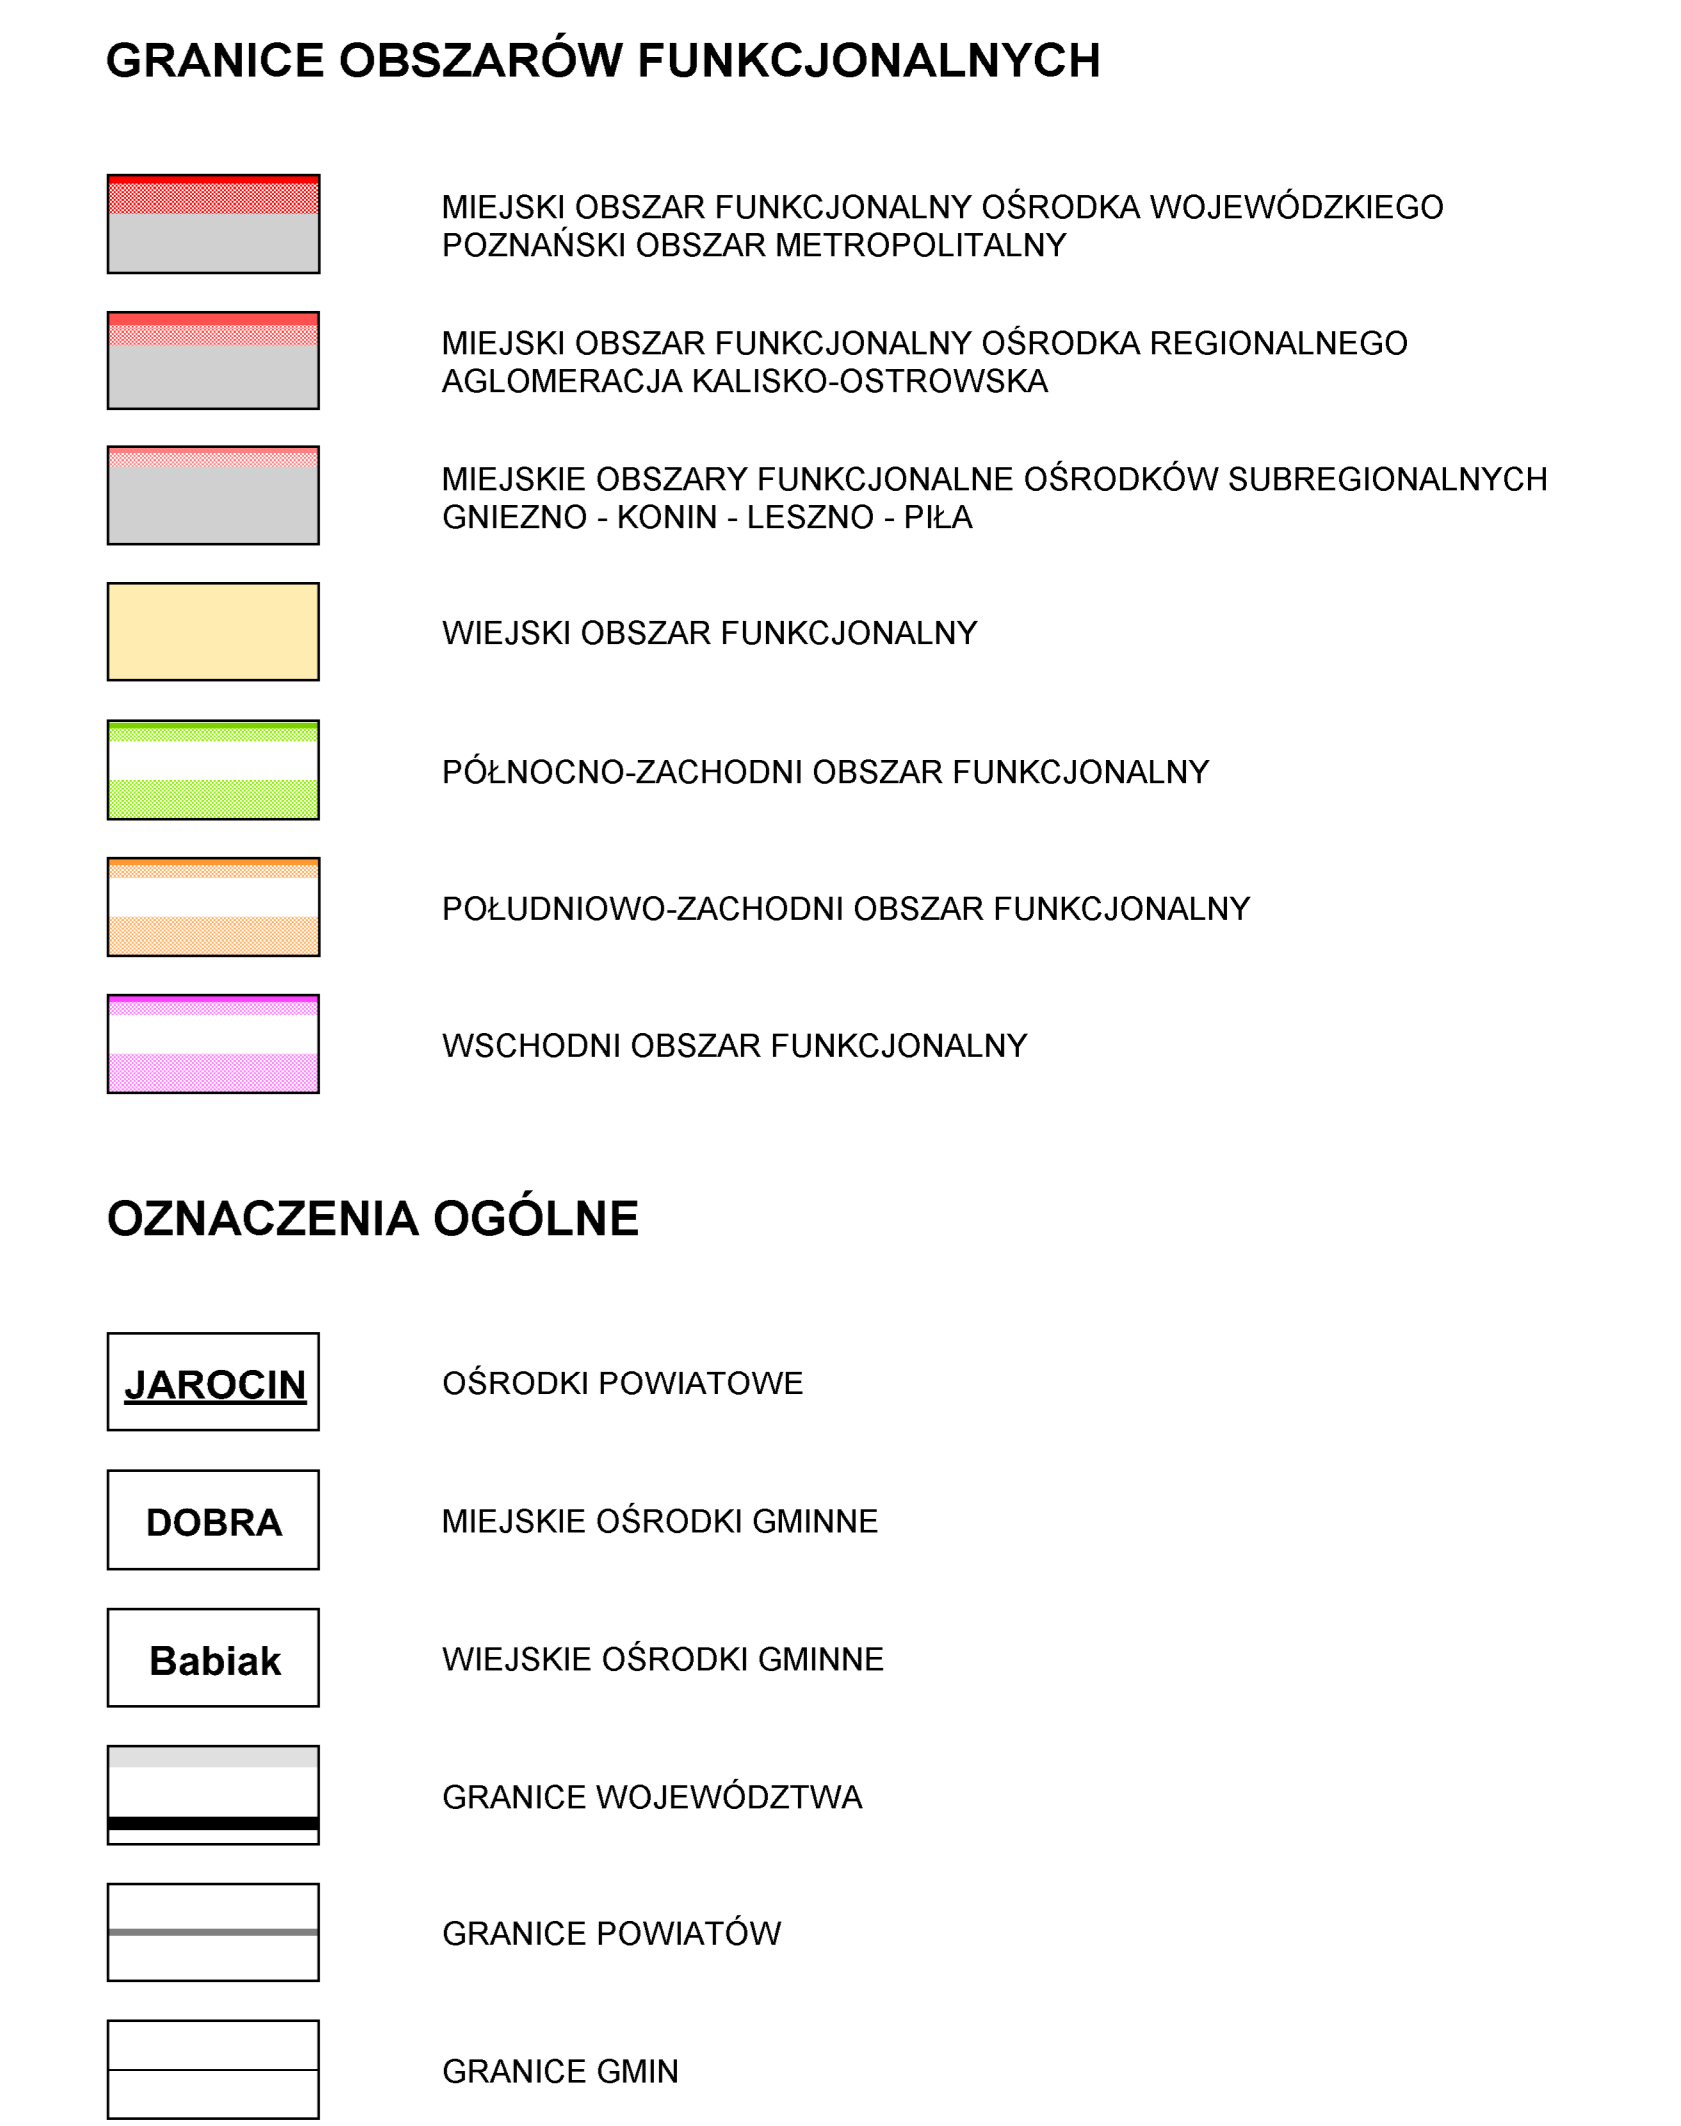 GRANICE OBSZARÓW FUNKCJONALNYCH
MIEJSKI OBSZAR FUNKCJONALNY OŚRODKA WOJEWÓDZKIEGO
POZNAŃSKI OBSZAR METROPOLITALNY
MIEJSKI OBSZAR FUNKCJONALNY OŚRODKA REGIONALNEGO
AGLOMERACJA KALISKO-OSTROWSKA
MIEJSKIE OBSZARY FUNKCJONALNE OŚRODKÓW SUBREGIONALNYCH
GNIEZNO - KONIN - LESZNO - PIŁA
WIEJSKI OBSZAR FUNKCJONALNY
PÓŁNOCNO-ZACHODNI OBSZAR FUNKCJONALNY
POŁUDNIOWO-ZACHODNI OBSZAR FUNKCJONALNY
WSCHODNI OBSZAR FUNKCJONALNY
OZNACZENIA OGÓLNE
JAROCIN OŚRODKI POWIATOWE
DOBRA MIEJSKIE OŚRODKI GMINNE
Babiak WIEJSKIE OŚRODKI GMINNE
GRANICE WOJEWÓDZTWA
GRANICE POWIATÓW
GRANICE GMIN